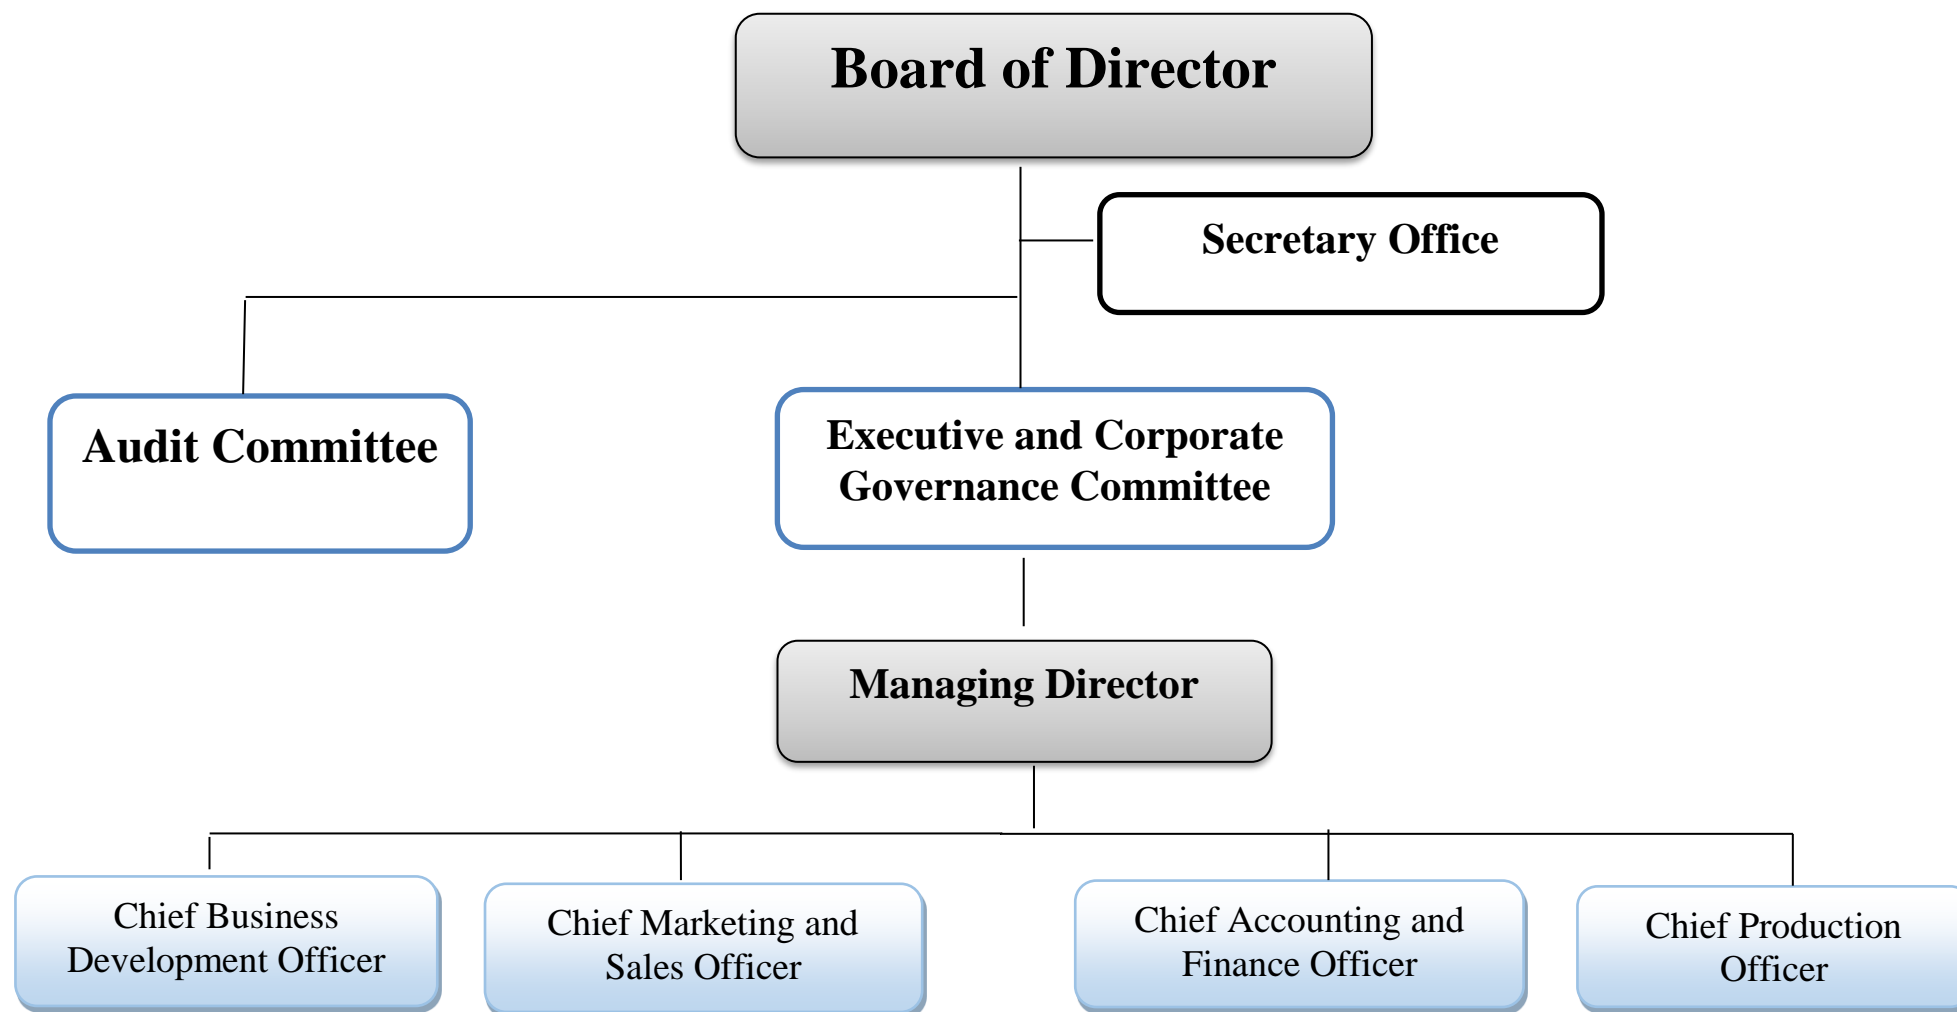 Board of Director
Secretary Office
Audit Committee
Executive and Corporate
Governance Committee
Managing Director
Chief Business
Development Officer
Chief Marketing and
Sales Officer
Chief Accounting and
Finance Officer
Chief Production
Officer